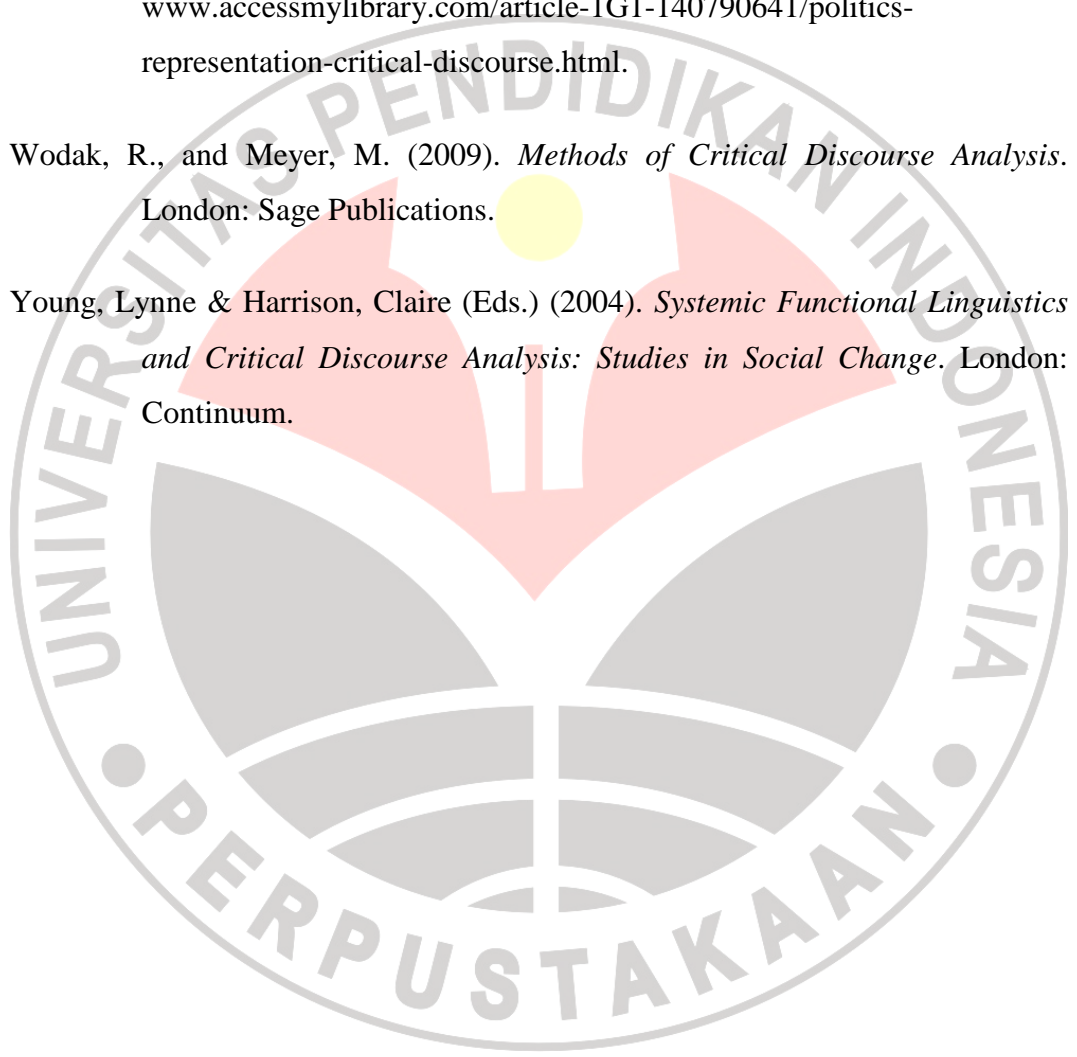 www.accessmylibrary.com/article-1G1-140790641/politics-
representation-critical-discourse.html.
Wodak, R., and Meyer, M. (2009). Methods of Critical Discourse Analysis.
London: Sage Publications.
Young, Lynne & Harrison, Claire (Eds.) (2004). Systemic Functional Linguistics
and Critical Discourse Analysis: Studies in Social Change. London:
Continuum.
UNIVERSITAS PENDIDIKAN INDONESIA
PERPUSTAKAAN